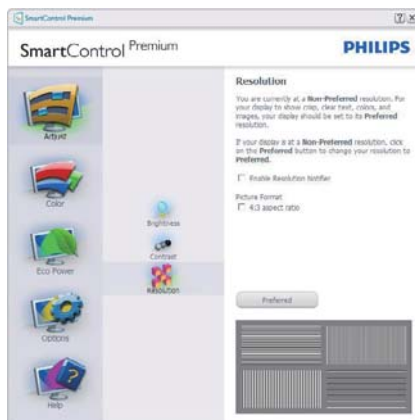 SmartControl Premium
SmartControl Premium
PHILIPS
Adjust
Color
Eco Power
Options
Help
Brightness
Contrast
Resolution
Resolution
You are currently at a Non-Preferred resolution. For
your display to show crisp, clear text, colors, and
images, your display should be set to its Preferred
resolution.
If your display is at a Non-Preferred resolution, click
on the Preferred button to change your resolution to
Preferred.
Enable Resolution Notifier
Picture Format
4:3 aspect ratio
Preferred